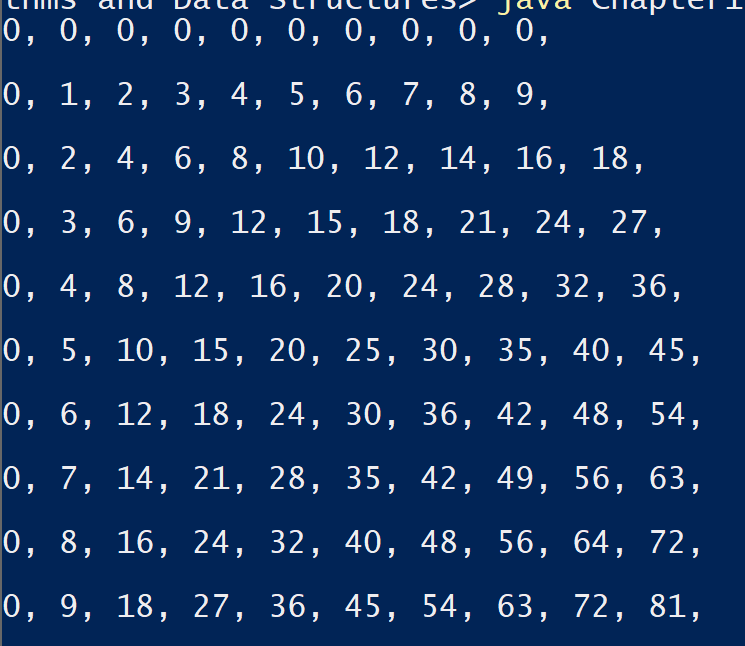 and Data Structures> java
0, 0, 0, 0, 0, 0, 0, 0, 0, 0,
0, 1, 2, 3, 4, 5, 6, 7, 8, 9,
0, 2, 4, 6, 8, 10, 12, 14, 16, 18,
0, 3, 6, 9, 12, 15, 18, 21, 24, 27,
0, 4, 8, 12, 16, 20, 24, 28, 32, 36,
0, 5, 10, 15, 20, 25, 30, 35, 40, 45,
0, 6, 12, 18, 24, 30, 36, 42, 48, 54,
0, 7, 14, 21, 28, 35, 42, 49, 56, 63,
0, 8, 16, 24, 32, 40, 48, 56, 64, 72,
0, 9, 18, 27, 36, 45, 54, 63, 72, 81,